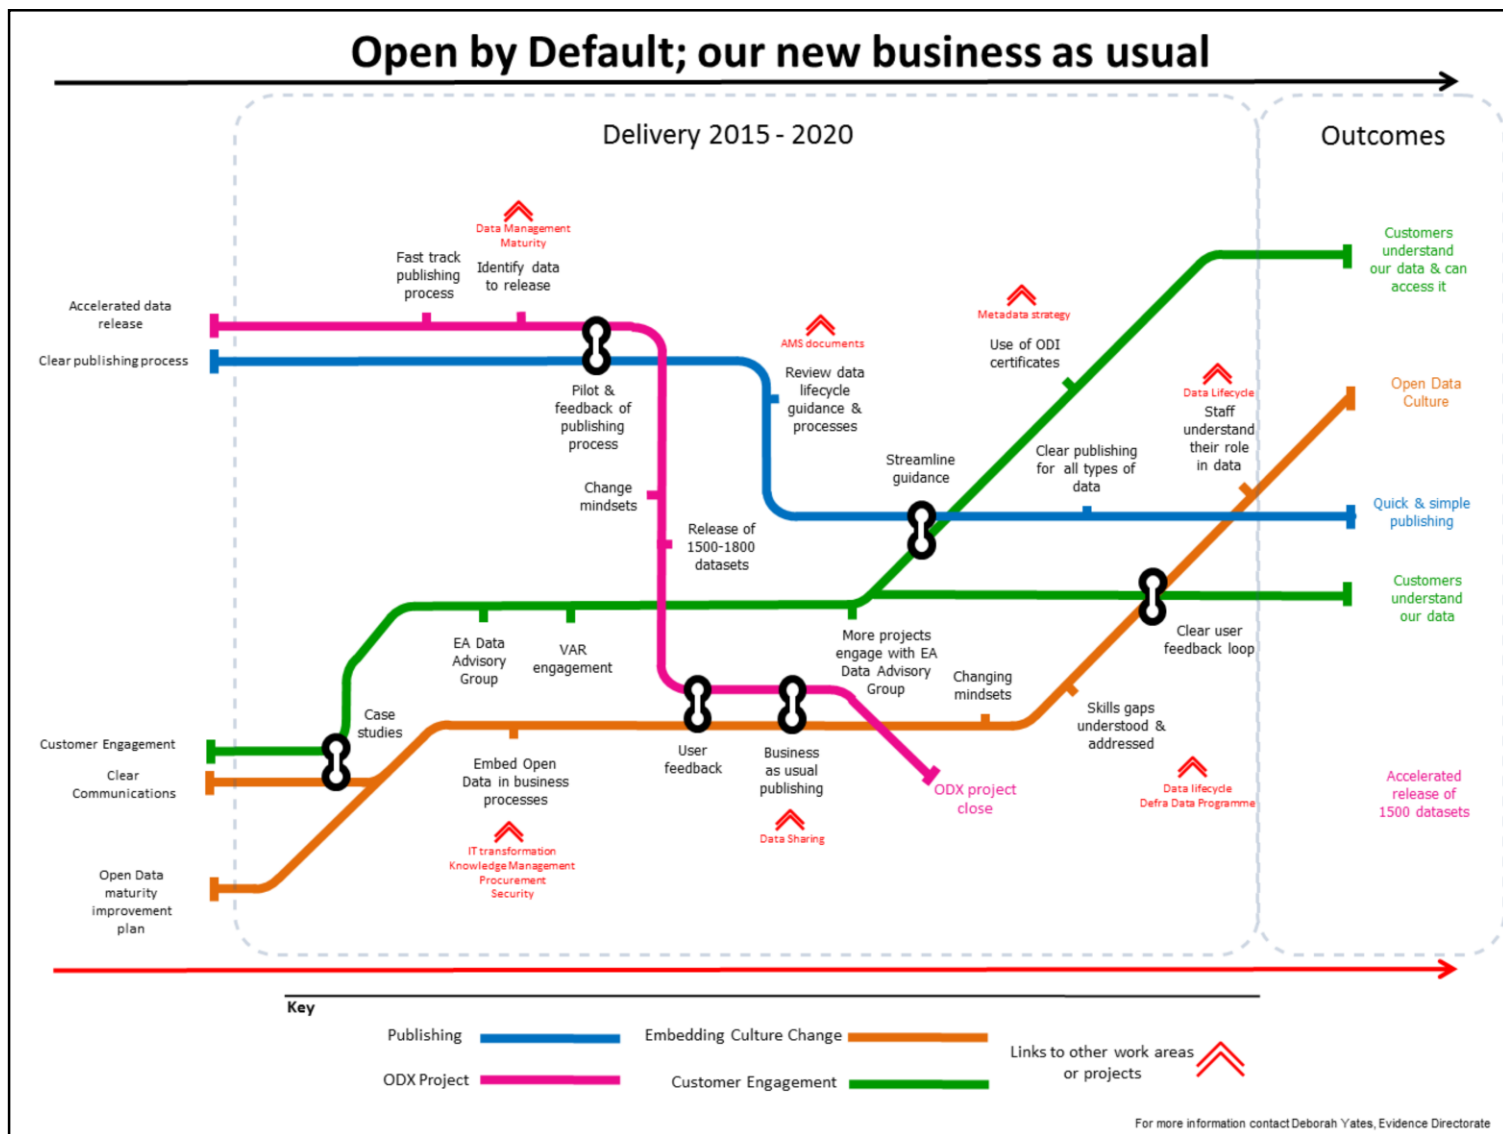 Open by Default; our new business as usual
Delivery 2015 - 2020
Outcomes
Data Management
Maturity
Fast track
publishing
process
Identify data
to release
Accelerated data
release
Clear publishing process
Pilot &
feedback of
publishing
process
AMS documents
Review data
lifecycle
guidance &
processes
Metadata strategy
Use of ODI
certificates
Customers
understand
our data & can
access it
Data Lifecycle
Staff
understand
their role
in data
Open Data
Culture
Change
mindsets
Release of
1500-1800
datasets
Streamline
guidance
Clear publishing
for all types of
data
Quick & simple
publishing
EA Data
Advisory
Group
VAR
engagement
More projects
engage with EA
Data Advisory
Group
Changing
mindsets
Clear user
feedback loop
Customers
understand
our data
Customer Engagement
Clear
Communications
Case
studies
Embed Open
Data in business
processes
User
feedback
Business
as usual
publishing
Skills gaps
understood &
addressed
ODX project
close
Data lifecycle
Defra Data Programme
Accelerated
release of
1500 datasets
Data Sharing
IT transformation
Knowledge Management
Procurement
Security
Open Data
maturity
improvement
plan
Key
Publishing
Embedding Culture Change
ODX Project
Customer Engagement
Links to other work areas
or projects
For more information contact Deborah Yates, Evidence Directorate